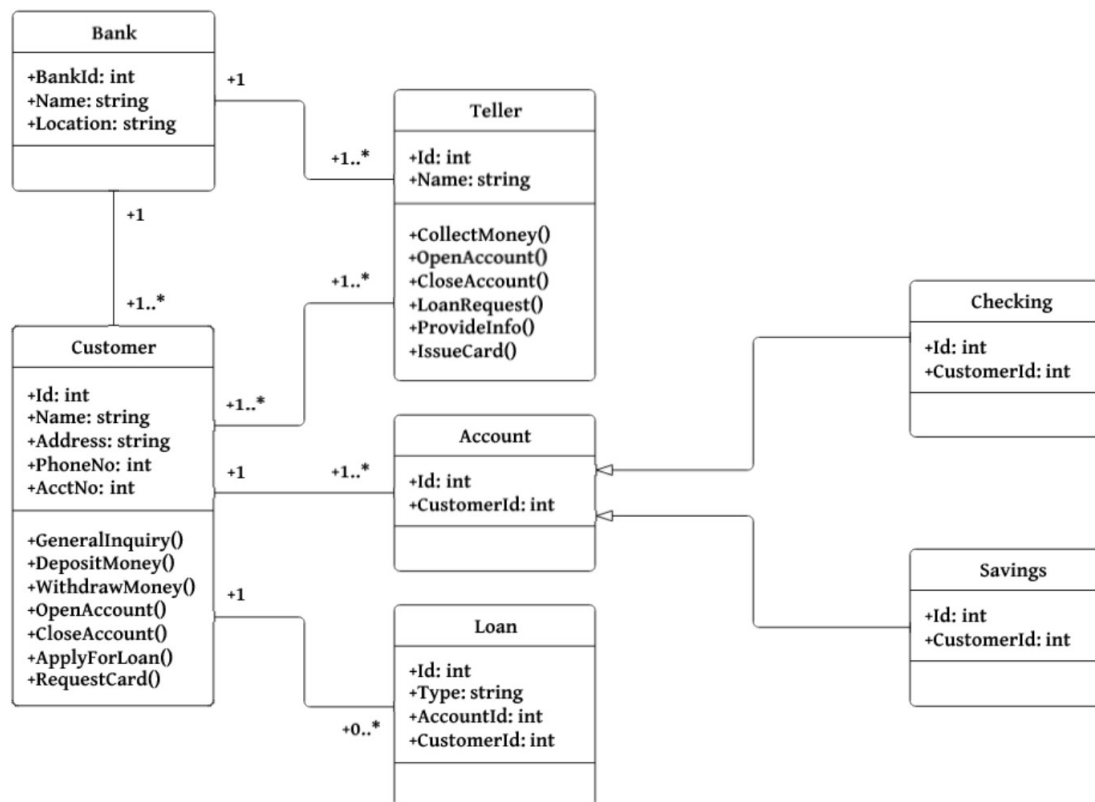 Bank
+BankId: int
+Name: string
+Location: string
+1
+1..*
+1
+1..*
Teller
+Id: int
+Name: string
+CollectMoney()
+OpenAccount()
+CloseAccount()
+LoanRequest()
+ProvideInfo()
+IssueCard()
Customer
+Id: int
+Name: string
+Address: string
+PhoneNo: int
+AcctNo: int
+GeneralInquiry()
+DepositMoney()
+WithdrawMoney()
+OpenAccount()
+CloseAccount()
+ApplyForLoan()
+RequestCard()
+1..*
+1..*
+1
+1..*
+1
+0..*
Account
+Id: int
+CustomerId: int
Loan
+Id: int
+Type: string
+AccountId: int
+CustomerId: int
Checking
+Id: int
+CustomerId: int
Savings
+Id: int
+CustomerId: int